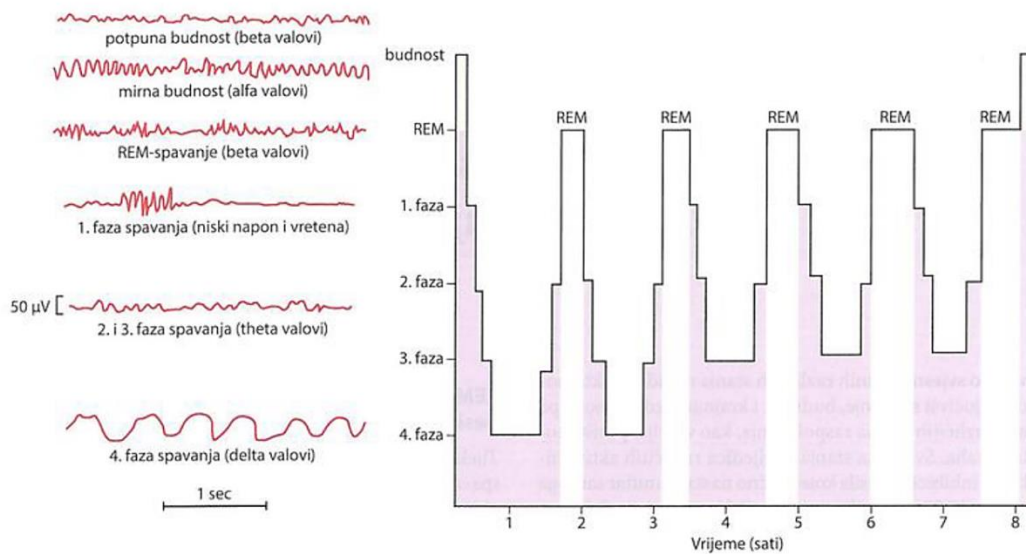 potpuna budnost (beta valovi)
mirna budnost (alfa valovi)
REM-spavanje (beta valovi)
1. faza spavanja (niski napon i vretena)
50 µV
2. i 3. faza spavanja (theta valovi)
4. faza spavanja (delta valovi)
1 sec
budnost
REM
1. faza
2. faza
3. faza
4. faza
REM
REM
REM
REM
REM
1 2 3 4 5 6 7 8
Vrijeme (sati)